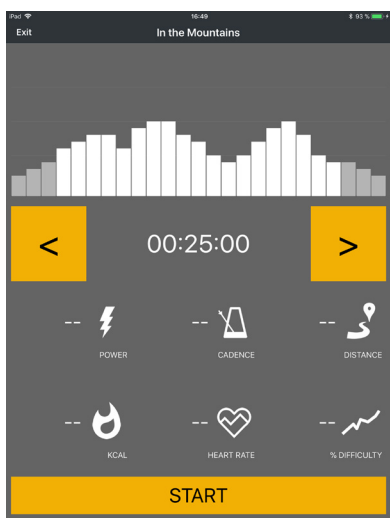 iPad 16:49 93 %
Exit In the Mountains
< 00:25:00 >
-- -- --
POWER CADENCE DISTANCE
-- -- --
KCAL HEART RATE % DIFFICULTY
START